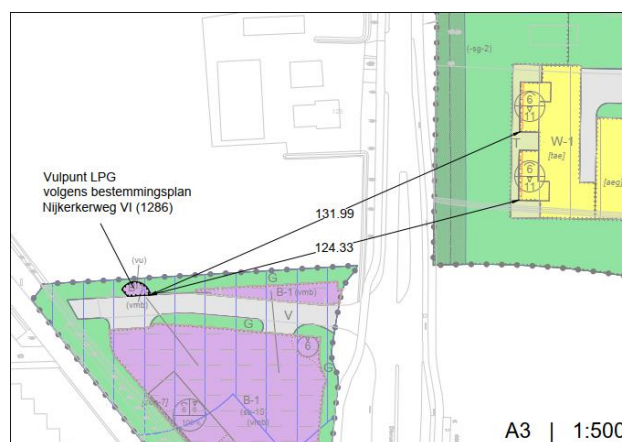 (-sg-2)
6
11
W-1
[tae]
T
[aeg]
6
11
Vulpunt LPG
volgens bestemmingsplan
Nijkerkerweg VI (1286)
131.99
124.33
(vu)
G
B-1 (vmb)
(vmb)
G
V
6
G
B-1
(vmb)
A3 | 1:500